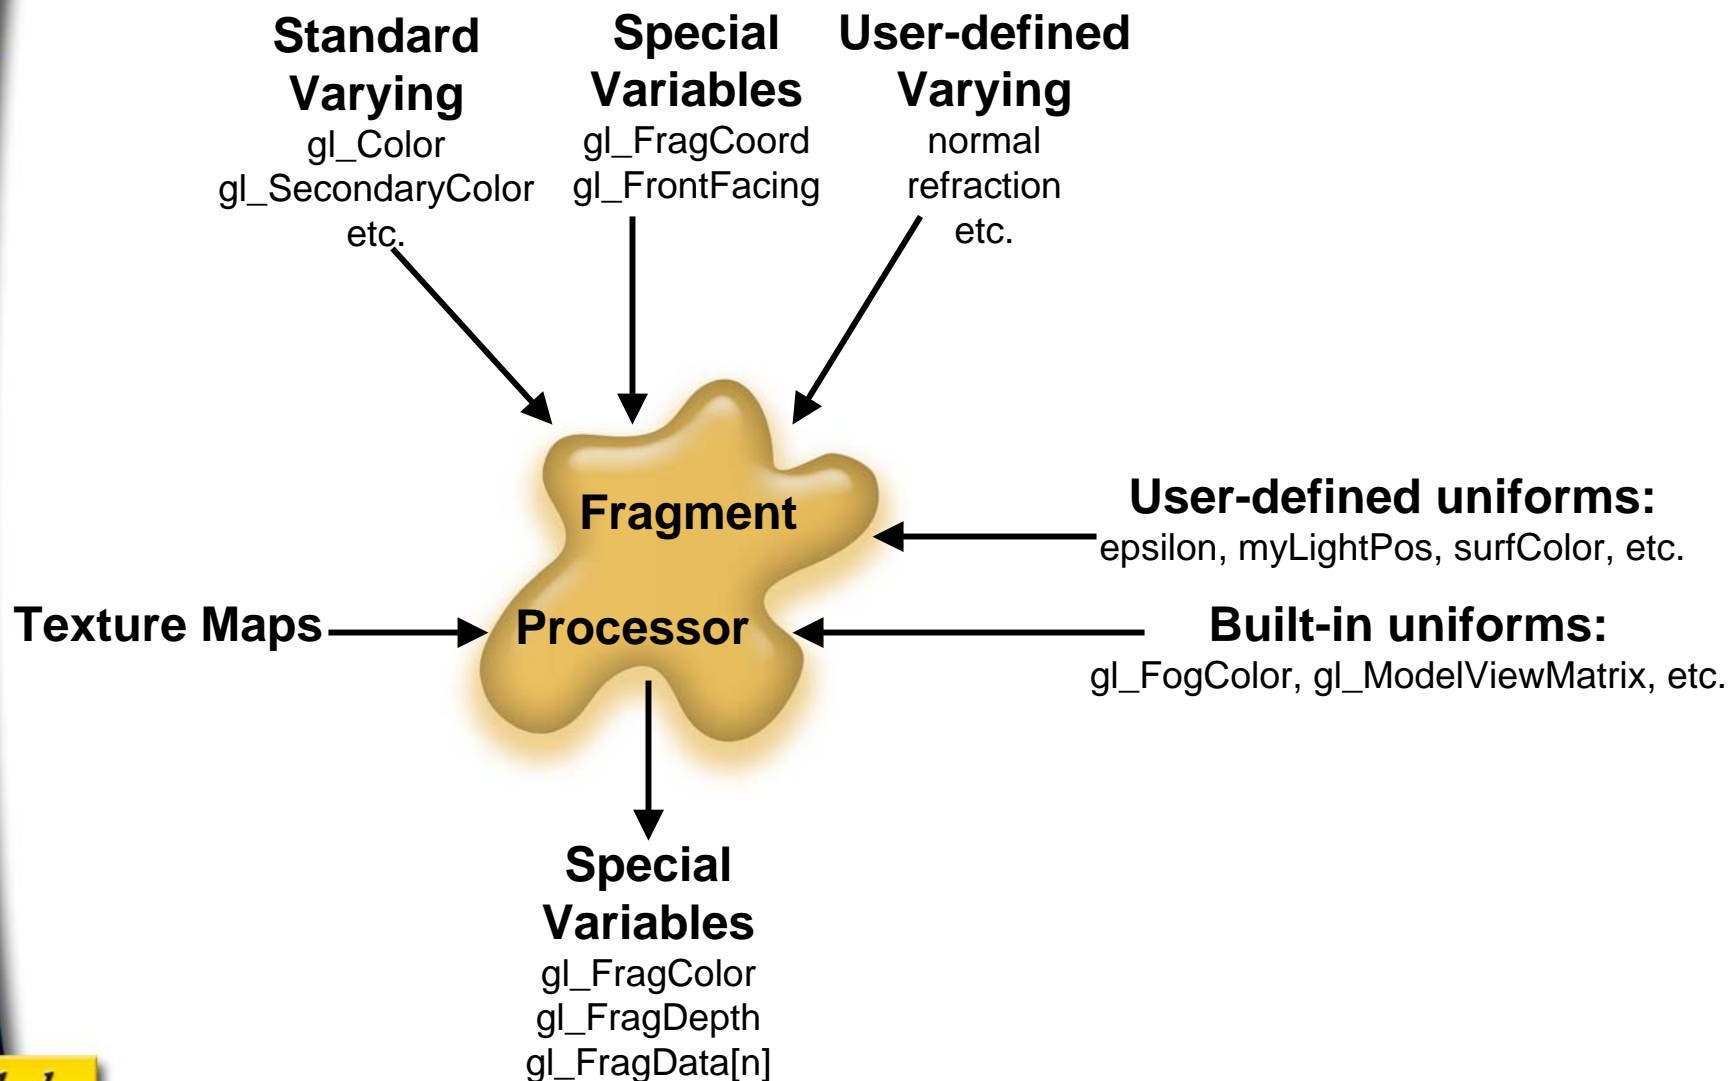 Standard
Varying
gl_Color
gl_SecondaryColor
etc.
Special
Variables
gl_FragCoord
gl_FrontFacing
User-defined
Varying
normal
refraction
etc.
Fragment
Processor
User-defined uniforms:
epsilon, myLightPos, surfColor, etc.
Texture Maps
Built-in uniforms:
gl_FogColor, gl_ModelViewMatrix, etc.
Special
Variables
gl_FragColor
gl_FragDepth
gl_FragData[n]